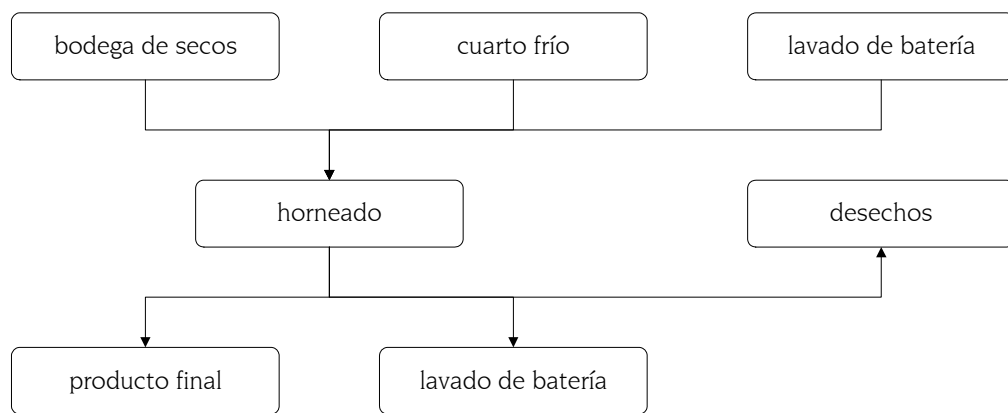 bodega de secos
cuarto frío
lavado de batería
horneado
desechos
producto final
lavado de batería